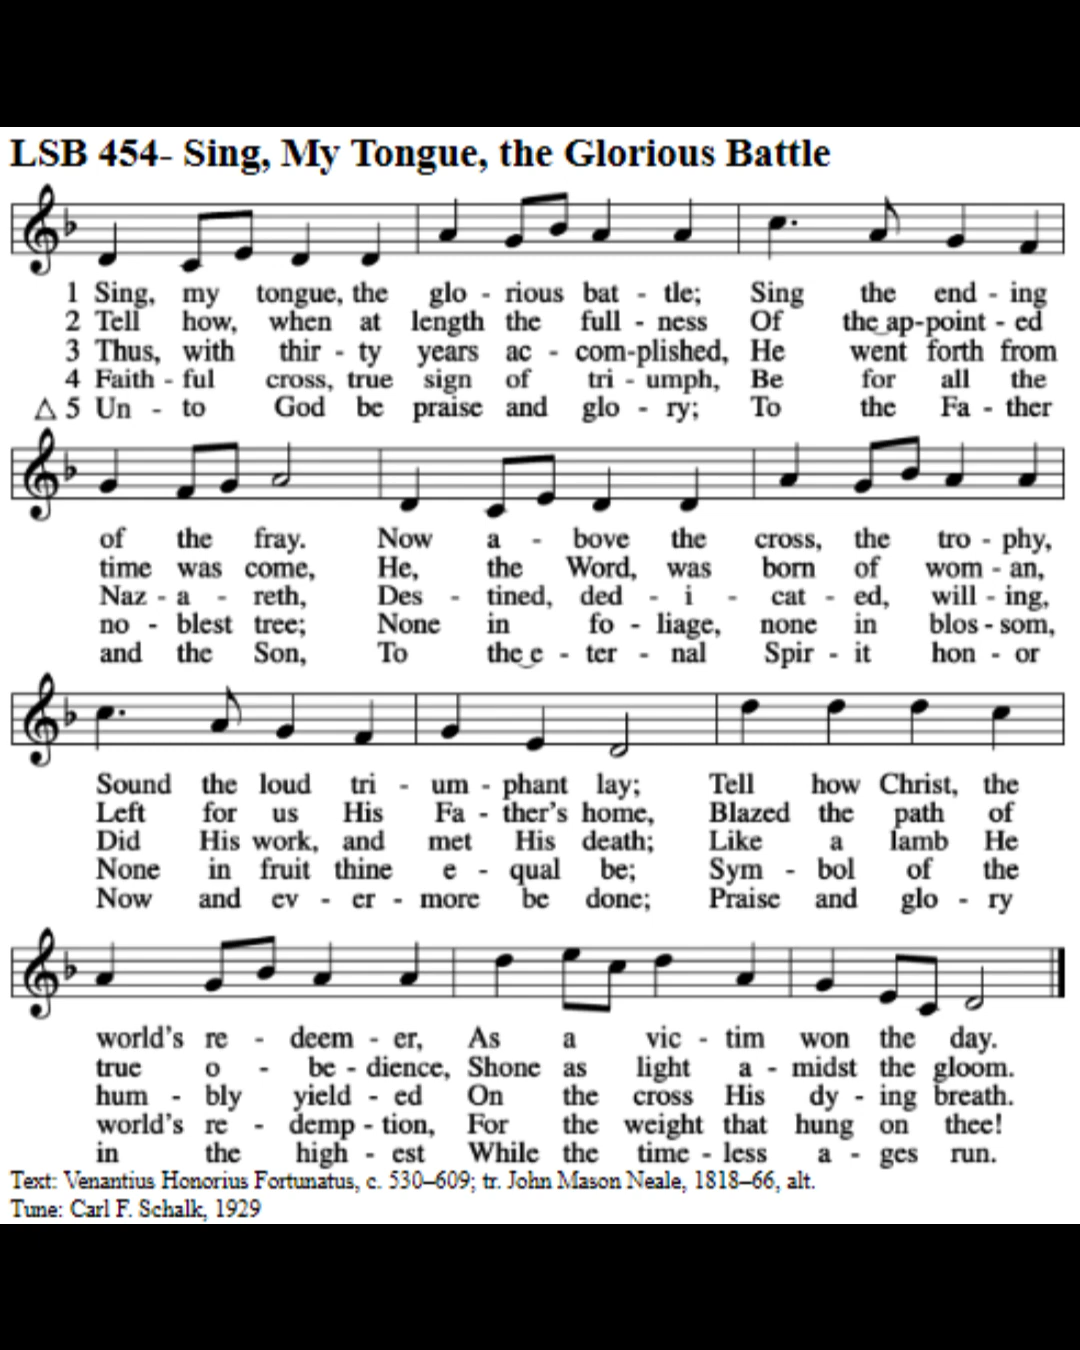 LSB 454- Sing, My Tongue, the Glorious Battle
1 Sing, my tongue, the glo - rious bat - tle; Sing the end - ing
2 Tell how, when at length the full - ness Of the ap-point - ed
3 Thus, with thir - ty years ac - com-plished, He went forth from
4 Faith - ful cross, true sign of tri - umph, Be for all the
△ 5 Un - to God be praise and glo - ry; To the Fa - ther
of the fray. Now a - bove the cross, the tro - phy,
time was come, He, the Word, was born of wom - an,
Naz - a - reth, Des - tined, ded - i - cat - ed, will - ing,
no - blest tree; None in fo - liage, none in blos - som,
and the Son, To the e - ter - nal Spir - it hon - or
Sound the loud tri - um - phant lay; Tell how Christ, the
Left for us His Fa - ther's home, Blazed the path of
Did His work, and met His death; Like a lamb He
None in fruit thine e - qual be; Sym - bol of the
Now and ev - er - more be done; Praise and glo - ry
world's re - deem - er, As a vic - tim won the day.
true o - be - dience, Shone as light a - midst the gloom.
hum - bly yield - ed On the cross His dy - ing breath.
world's re - demp - tion, For the weight that hung on thee!
in the high - est While the time - less a - ges run.
Text: Venantius Honorius Fortunatus, c. 530–609; tr. John Mason Neale, 1818–66, alt.
Tune: Carl F. Schalk, 1929